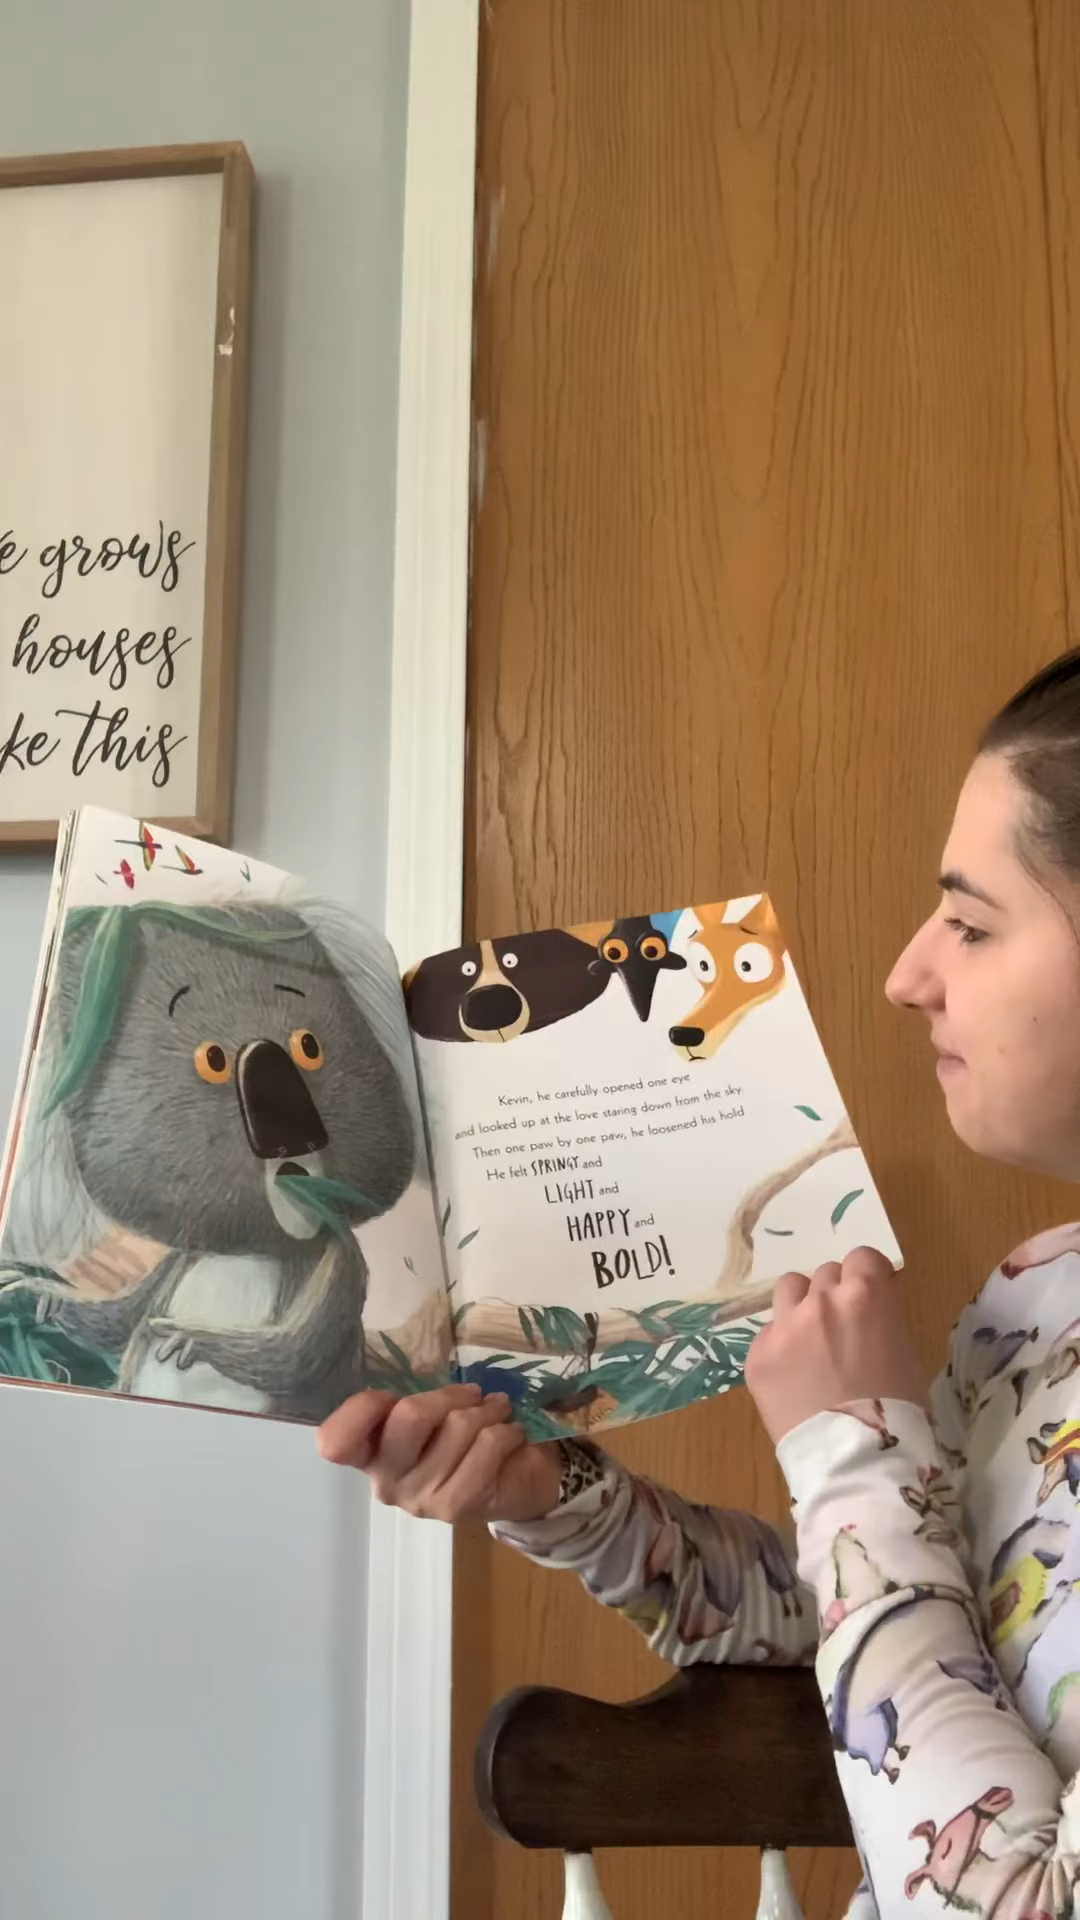 grows
houses
this
Kevin, he carefully opened one eye
and looked up at the love staring down from the sky.
Then one paw by one paw, he loosened his hold
He felt SPRINGY and
LIGHT and
HAPPY and
BOLD!